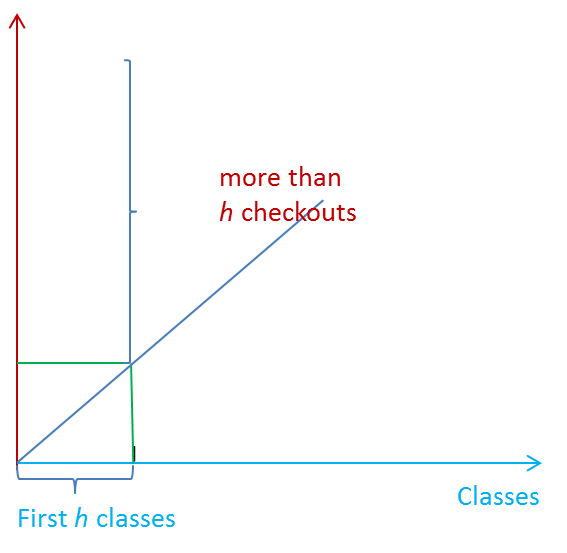 more than
h checkouts
Classes
First h classes